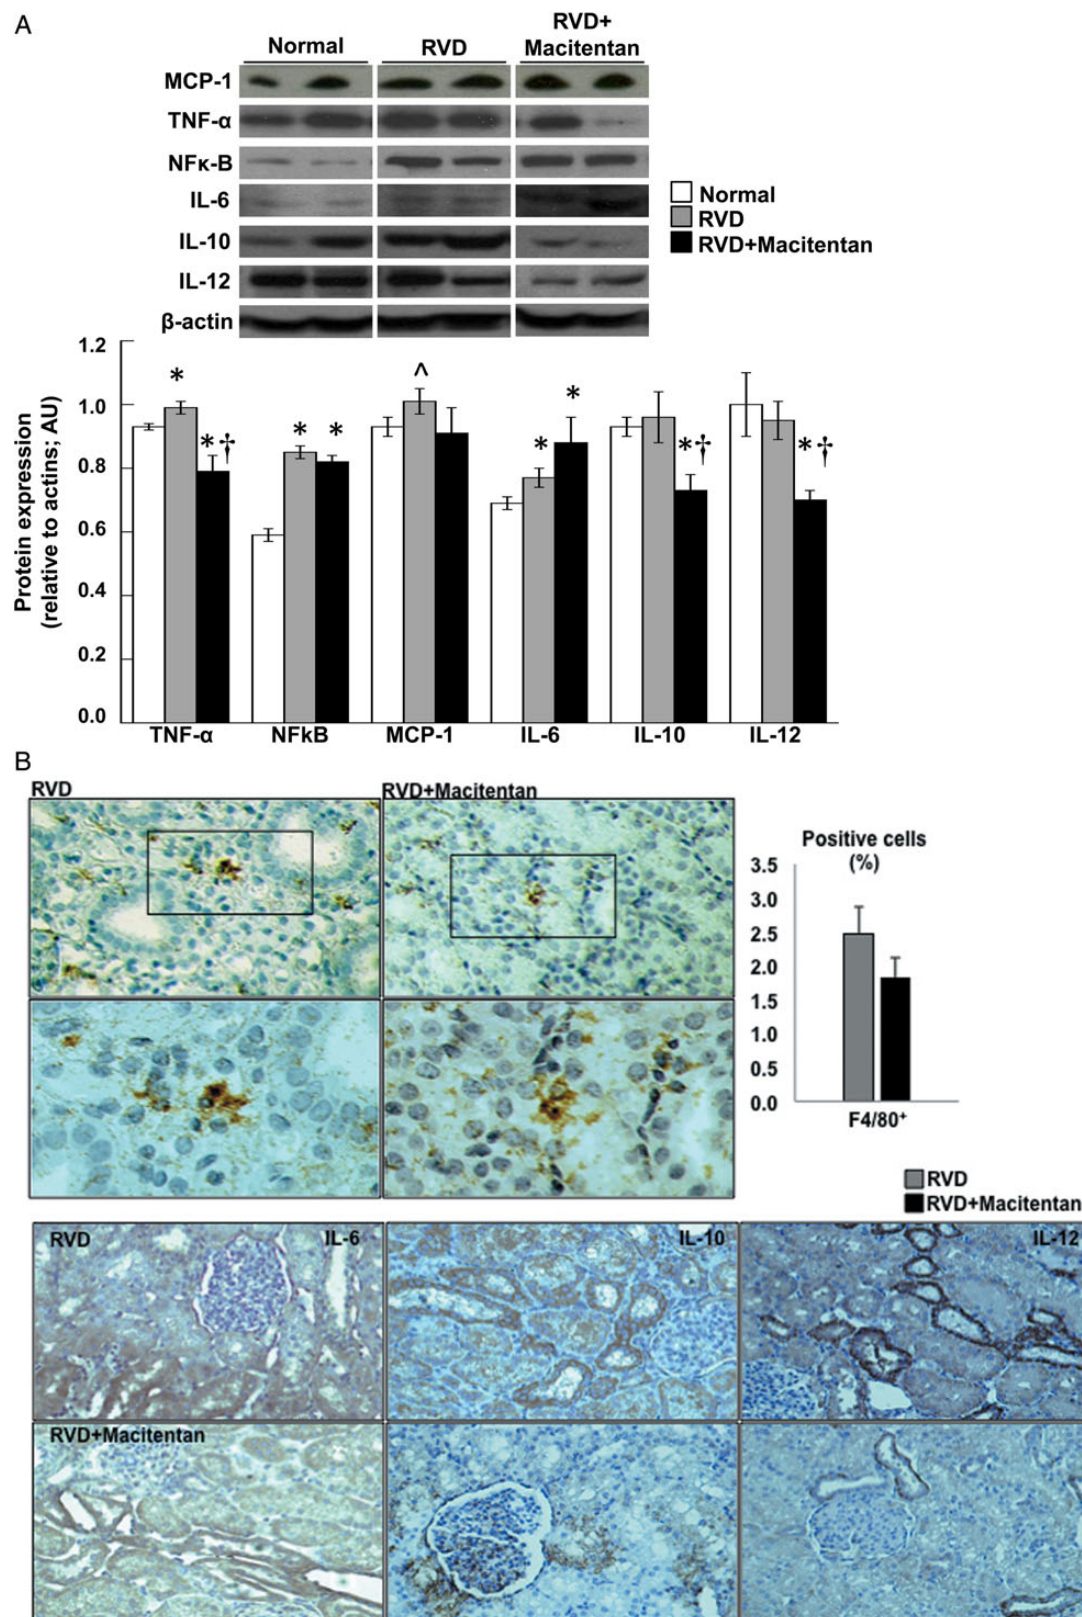 A
Normal
RVD
RVD+
Macitentan
MCP-1
TNF-α
NFκ-B
IL-6
IL-10
IL-12
β-actin
Normal
RVD
RVD+Macitentan
Protein expression
(relative to actins; AU)
1.2
1.0
0.8
0.6
0.4
0.2
0.0
*
*†
*
*
^
*
*
*†
*†
TNF-α
NFkB
MCP-1
IL-6
IL-10
IL-12
B
RVD
RVD+Macitentan
Positive cells
(%)
3.5
3.0
2.5
2.0
1.5
1.0
0.5
0.0
F4/80⁺
RVD
RVD+Macitentan
RVD
IL-6
IL-10
IL-12
RVD+Macitentan